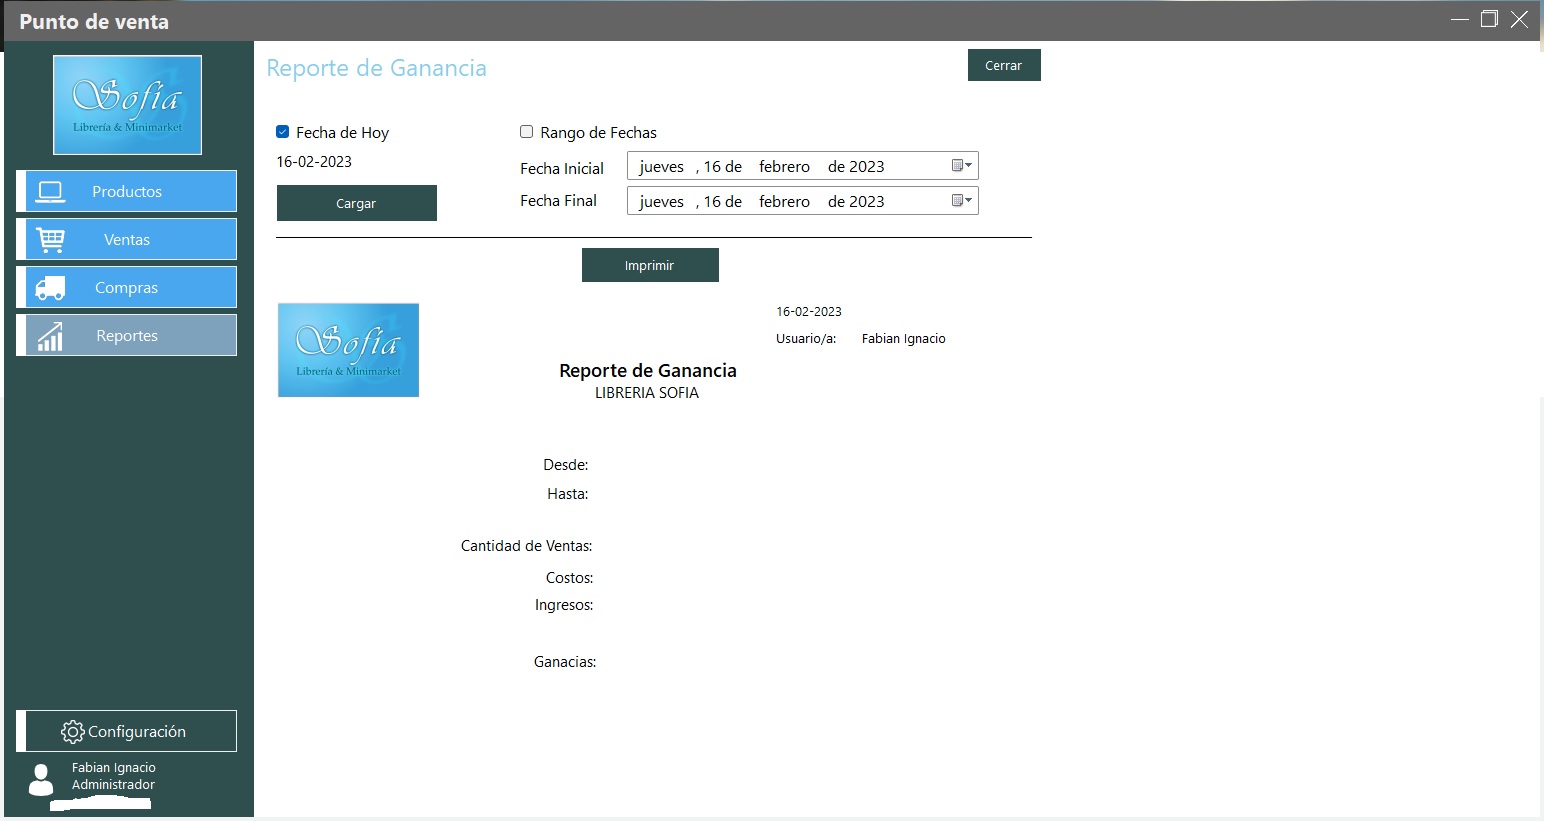 Punto de venta
Sofía
Librería & Minimarket
Productos
Ventas
Compras
Reportes
Configuración
Fabian Ignacio
Administrador
Reporte de Ganancia
Cerrar
Fecha de Hoy
16-02-2023
Cargar
Rango de Fechas
Fecha Inicial jueves , 16 de febrero de 2023
Fecha Final jueves , 16 de febrero de 2023
Imprimir
Sofía
Librería & Minimarket
16-02-2023
Usuario/a: Fabian Ignacio
Reporte de Ganancia
LIBRERIA SOFIA
Desde:
Hasta:
Cantidad de Ventas:
Costos:
Ingresos:
Ganacias: